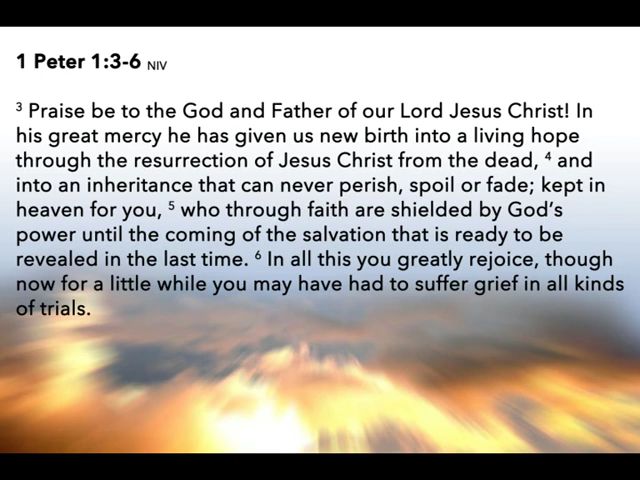 1 Peter 1:3-6 NIV
3 Praise be to the God and Father of our Lord Jesus Christ! In
his great mercy he has given us new birth into a living hope
through the resurrection of Jesus Christ from the dead, 4 and
into an inheritance that can never perish, spoil or fade; kept in
heaven for you, 5 who through faith are shielded by God’s
power until the coming of the salvation that is ready to be
revealed in the last time. 6 In all this you greatly rejoice, though
now for a little while you may have had to suffer grief in all kinds
of trials.